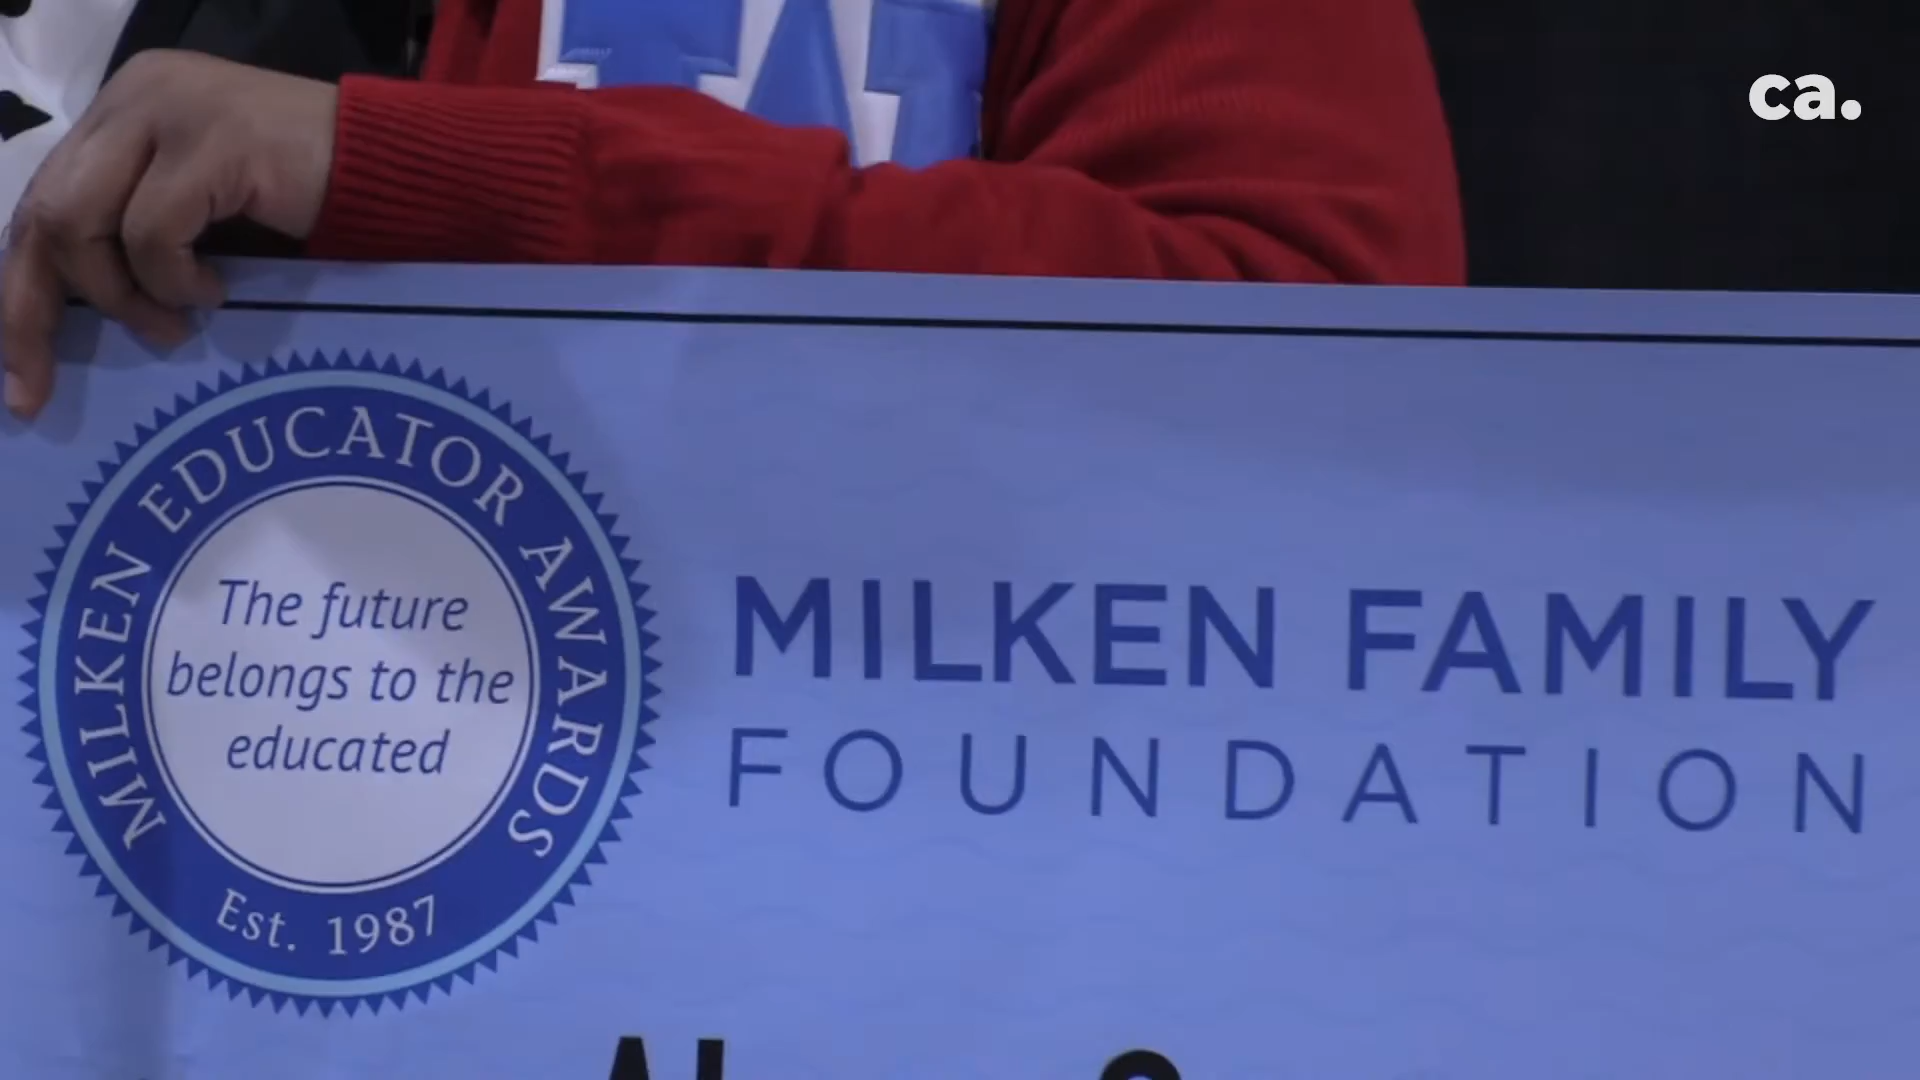 ca.
MILKEN EDUCATOR AWARDS
The future
belongs to the
educated
Est. 1987
MILKEN FAMILY
FOUNDATION